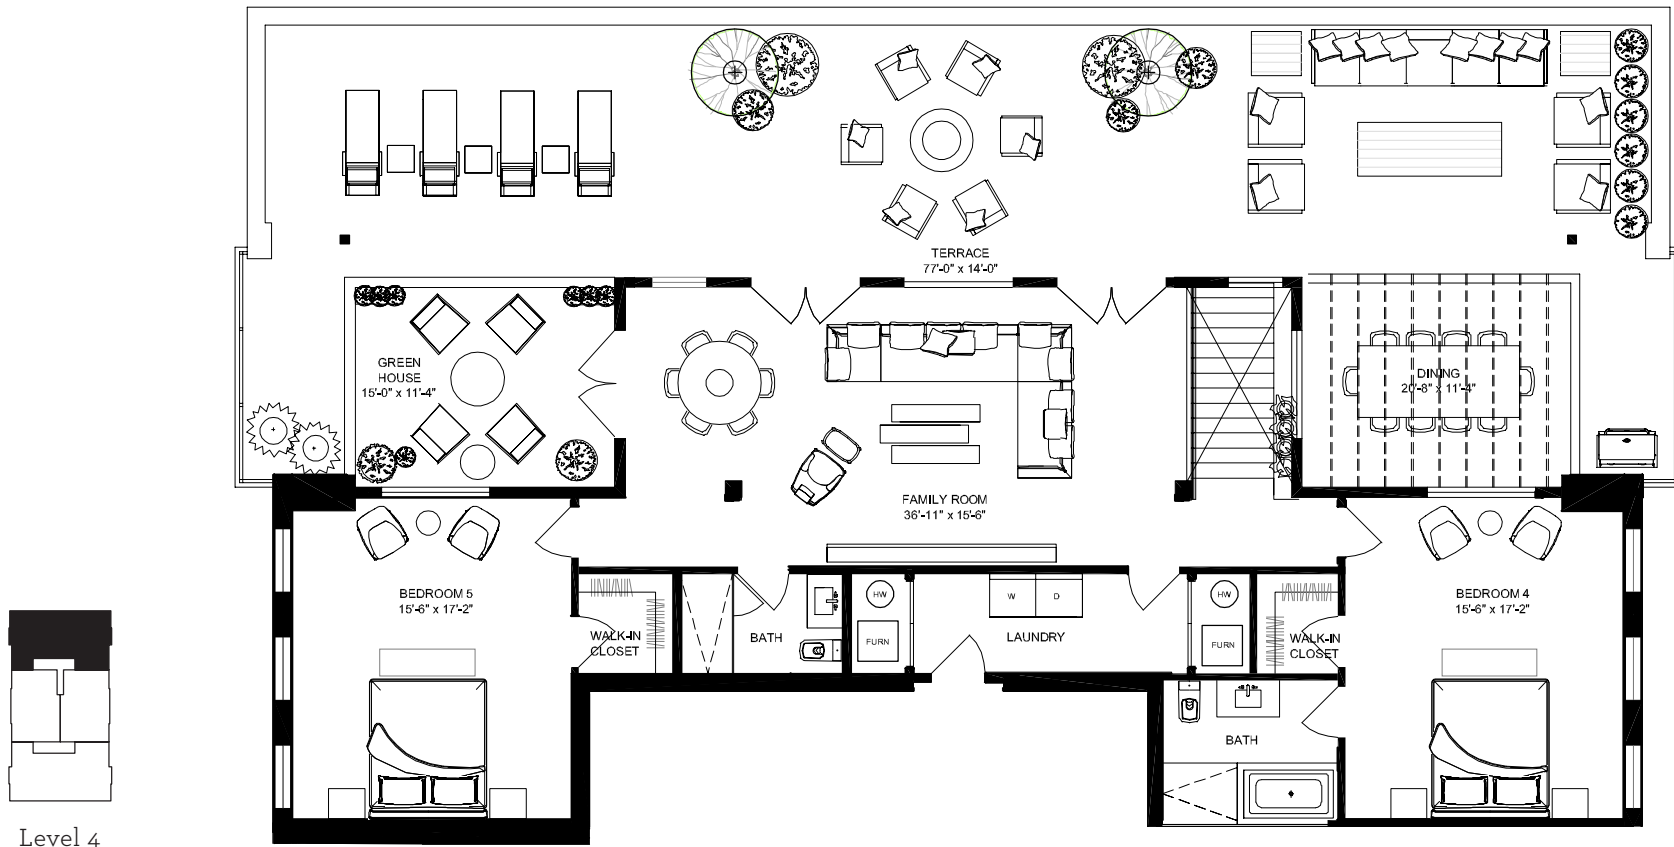 TERRACE
77'-0" x 14'-0"
GREEN
HOUSE
15'-0" x 11'-4"
DINING
20'-8" x 11'-4"
FAMILY ROOM
36'-11" x 15'-6"
BEDROOM 5
15'-6" x 17'-2"
BEDROOM 4
15'-6" x 17'-2"
WALK-IN
CLOSET
BATH
HW
FURN
W
D
LAUNDRY
HW
FURN
WALK-IN
CLOSET
BATH
Level 4